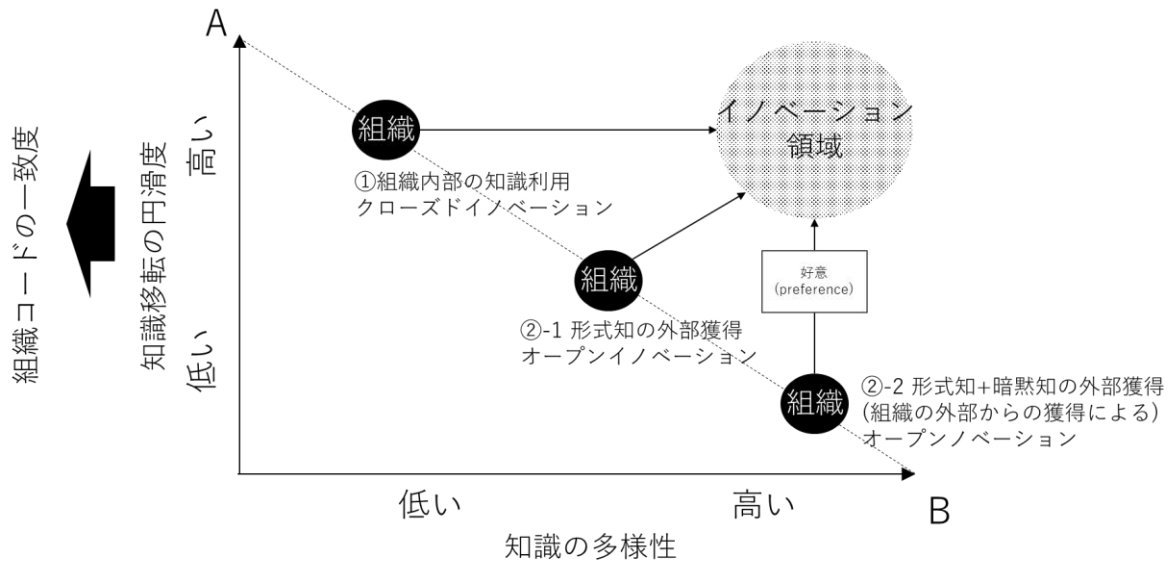 A
組織コードの一致度
知識移転の円滑度
高い
低い
組織
①組織内部の知識利用
クローズドイノベーション
イノベーション
領域
組織
②-1 形式知の外部獲得
オープンイノベーション
好意
(preference)
組織
②-2 形式知+暗黙知の外部獲得
(組織の外部からの獲得による)
オープンノベーション
低い
高い
B
知識の多様性